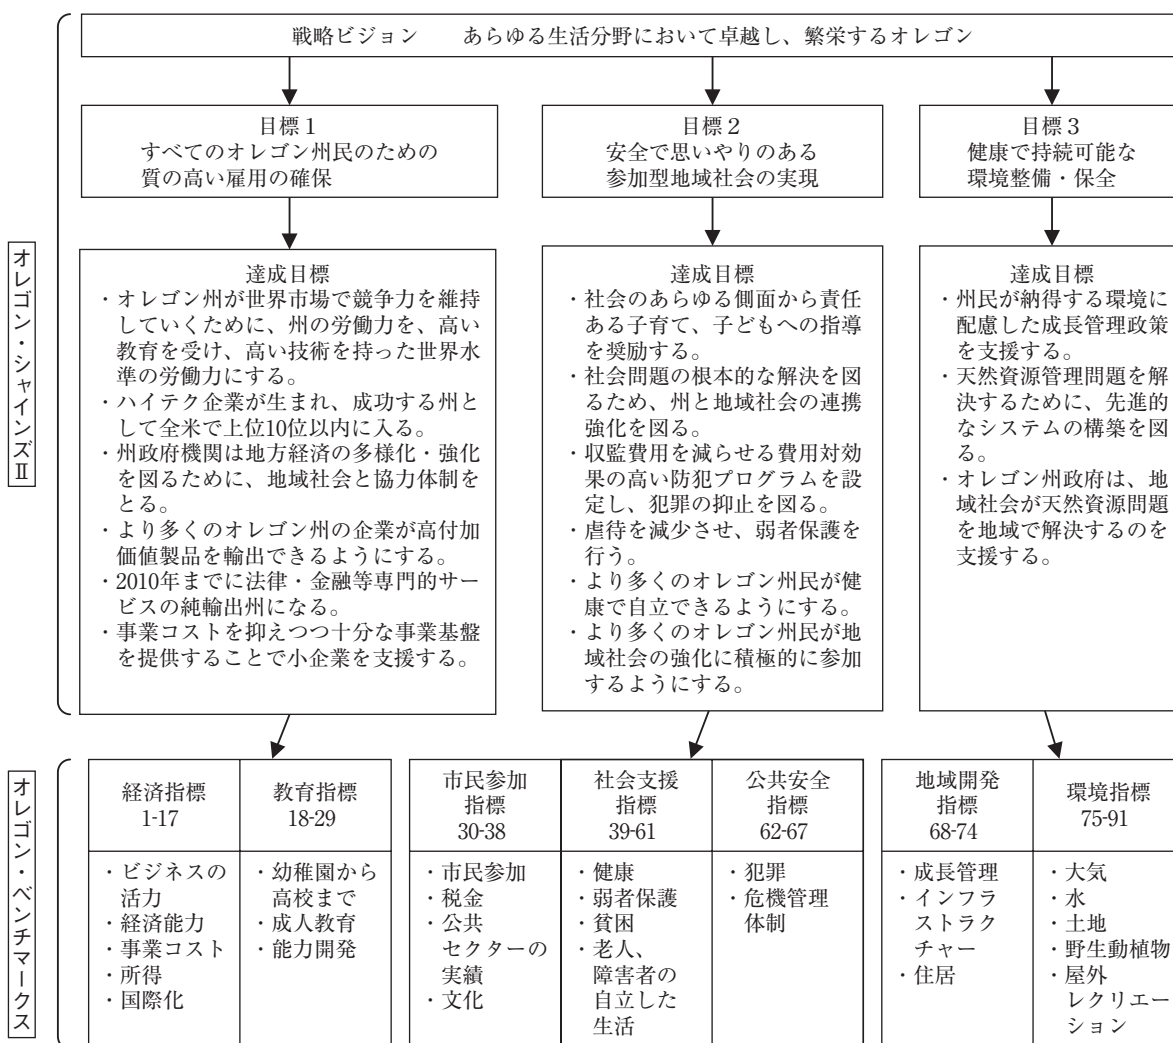 戦略ビジョン　　あらゆる生活分野において卓越し、繁栄するオレゴン
目標１
すべてのオレゴン州民のための
質の高い雇用の確保
目標２
安全で思いやりのある
参加型地域社会の実現
目標３
健康で持続可能な
環境整備・保全
オレゴン・シャインズⅡ
達成目標
・オレゴン州が世界市場で競争力を維持
していくために、州の労働力を、高い
教育を受け、高い技術を持った世界水
準の労働力にする。
・ハイテク企業が生まれ、成功する州と
して全米で上位10位以内に入る。
・州政府機関は地方経済の多様化・強化
を図るために、地域社会と協力体制を
とる。
・より多くのオレゴン州の企業が高付加
価値製品を輸出できるようにする。
・2010年までに法律・金融等専門的サー
ビスの純輸出州になる。
・事業コストを抑えつつ十分な事業基盤
を提供することで小企業を支援する。
達成目標
・社会のあらゆる側面から責任
ある子育て、子どもへの指導
を奨励する。
・社会問題の根本的な解決を図
るため、州と地域社会の連携
強化を図る。
・収監費用を減らせる費用対効
果の高い防犯プログラムを設
定し、犯罪の抑止を図る。
・虐待を減少させ、弱者保護を
行う。
・より多くのオレゴン州民が健
康で自立できるようにする。
・より多くのオレゴン州民が地
域社会の強化に積極的に参加
するようにする。
達成目標
・州民が納得する環境に
配慮した成長管理政策
を支援する。
・天然資源管理問題を解
決するために、先進的
なシステムの構築を図
る。
・オレゴン州政府は、地
域社会が天然資源問題
を地域で解決するのを
支援する。
オレゴン・ベンチマークス
経済指標
1-17
・ビジネスの
活力
・経済能力
・事業コスト
・所得
・国際化
教育指標
18-29
・幼稚園から
高校まで
・成人教育
・能力開発
市民参加
指標
30-38
・市民参加
・税金
・公共
セクターの
実績
・文化
社会支援
指標
39-61
・健康
・弱者保護
・貧困
・老人、
障害者の
自立した
生活
公共安全
指標
62-67
・犯罪
・危機管理
体制
地域開発
指標
68-74
・成長管理
・インフラ
ストラク
チャー
・住居
環境指標
75-91
・大気
・水
・土地
・野生動植物
・屋外
レクリエー
ション